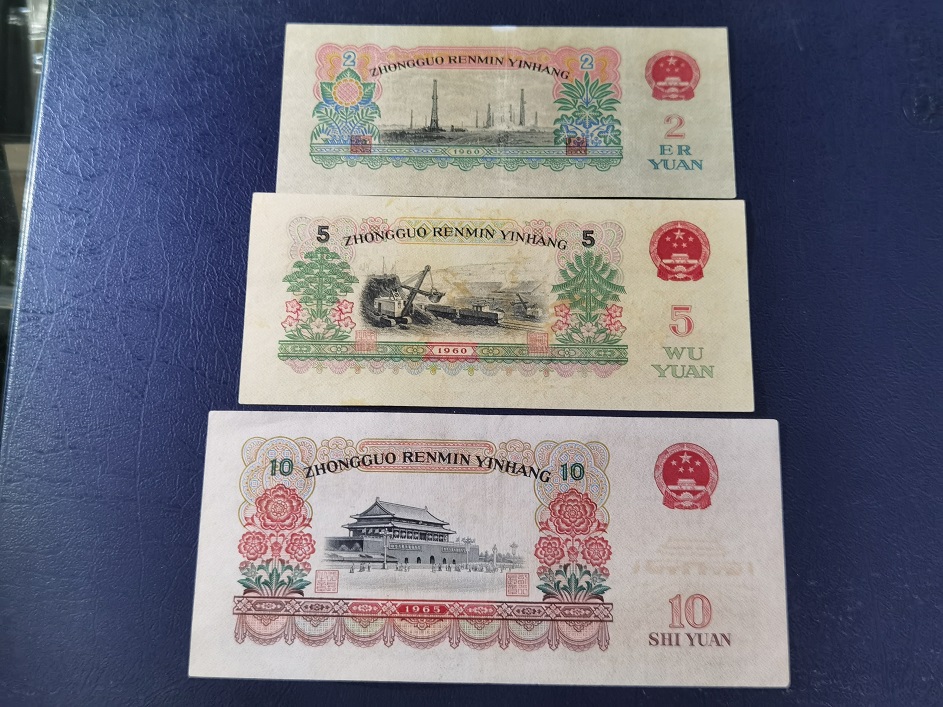 2 ZHONGGUO RENMIN YINHANG 2
1960
2
ER
YUAN
5 ZHONGGUO RENMIN YINHANG 5
1960
5
WU
YUAN
10 ZHONGGUO RENMIN YINHANG 10
1965
10
SHI YUAN